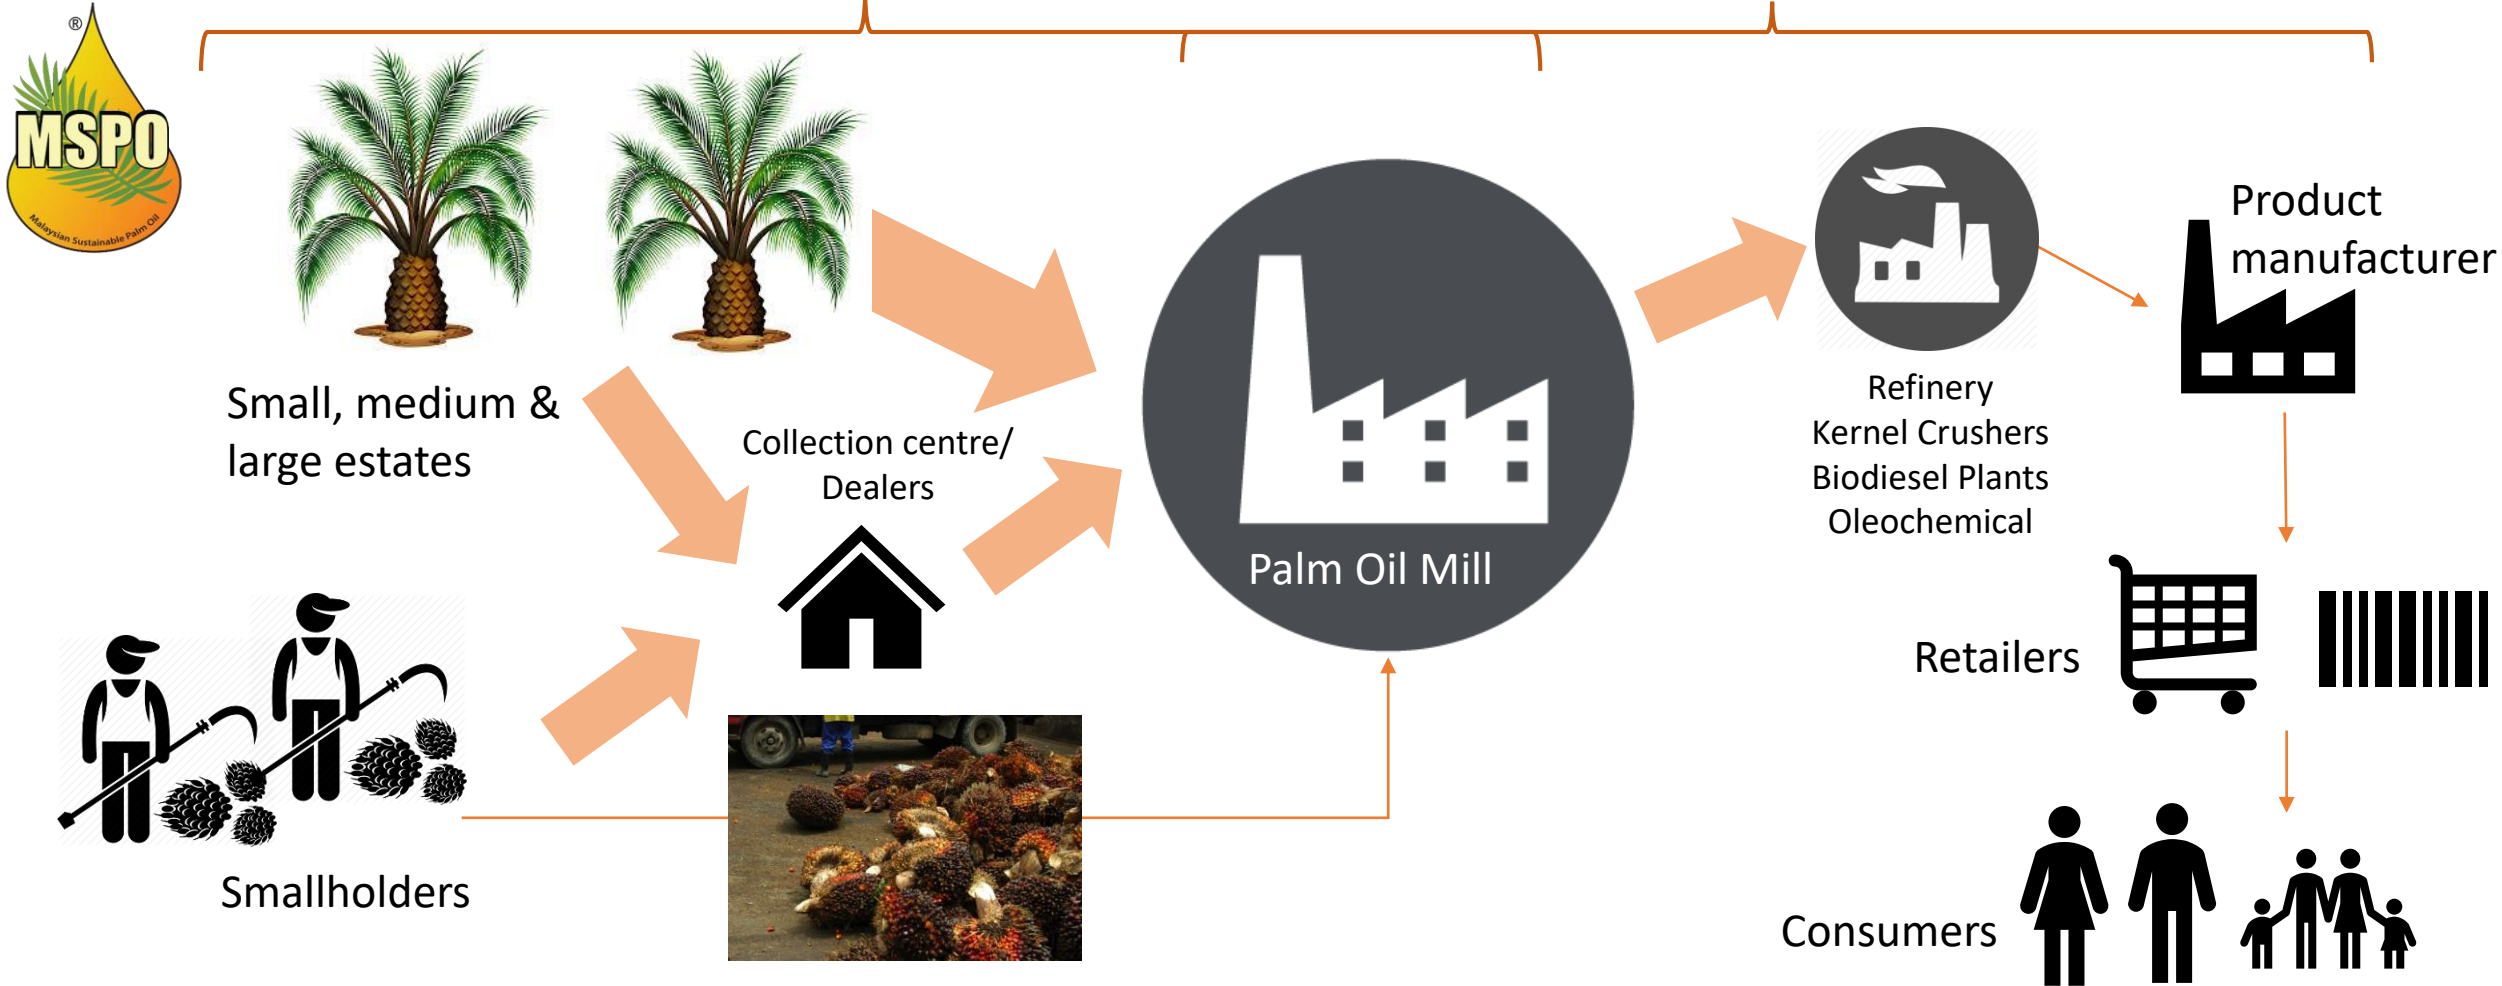 ®
MSPO
Malaysian Sustainable Palm Oil
Small, medium &
large estates
Collection centre/
Dealers
Smallholders
Palm Oil Mill
Refinery
Kernel Crushers
Biodiesel Plants
Oleochemical
Product
manufacturer
Retailers
Consumers